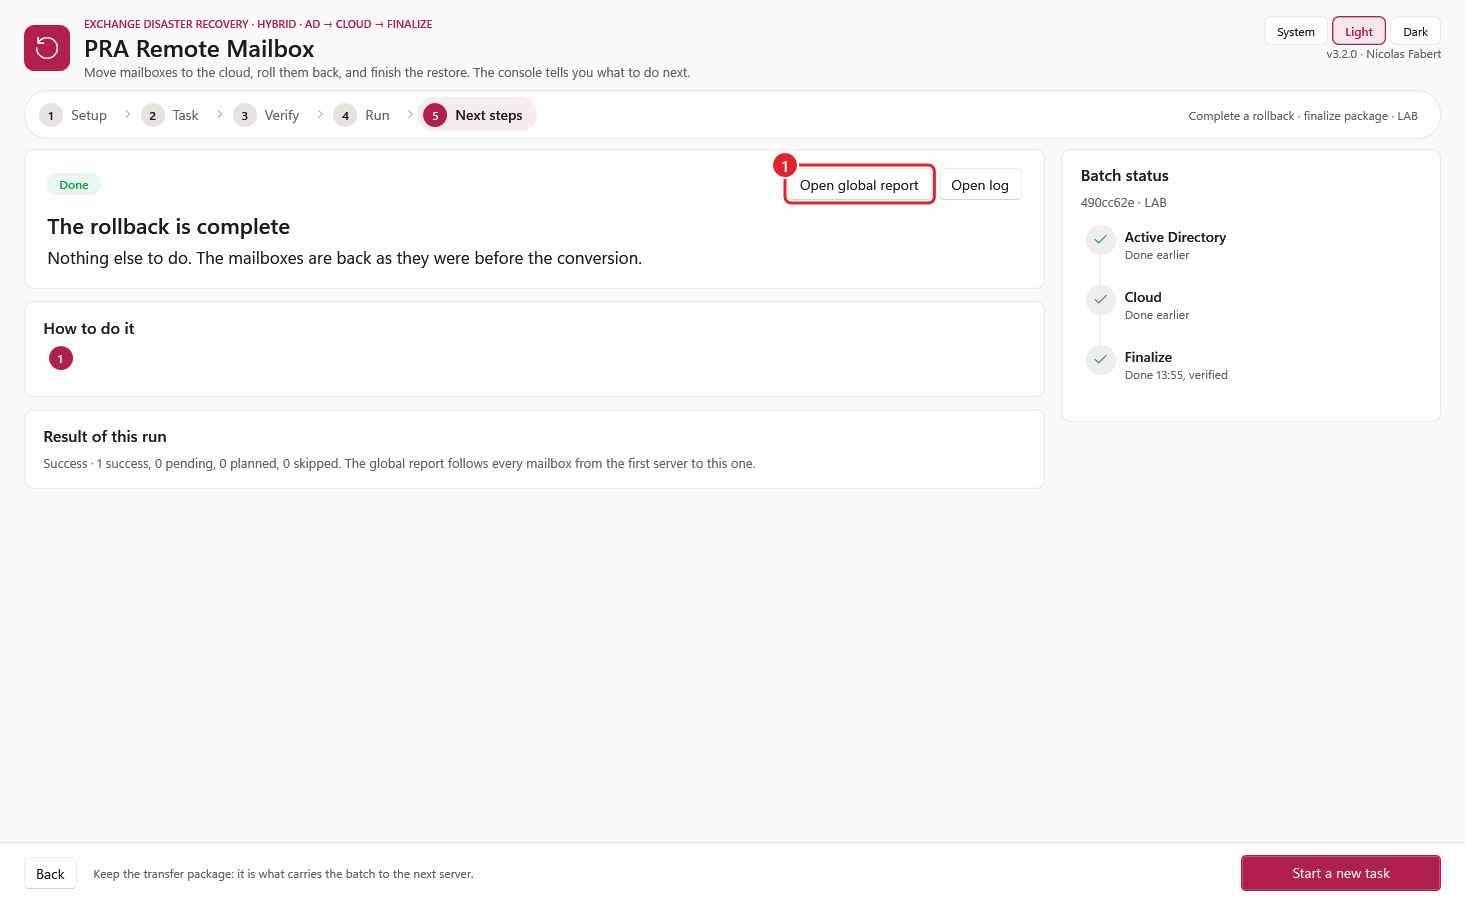 EXCHANGE DISASTER RECOVERY · HYBRID · AD → CLOUD → FINALIZE
PRA Remote Mailbox
Move mailboxes to the cloud, roll them back, and finish the restore. The console tells you what to do next.
System
Light
Dark
v3.2.0 · Nicolas Fabert
1 Setup
2 Task
3 Verify
4 Run
5 Next steps
Complete a rollback · finalize package · LAB
Done
1
Open global report
Open log
The rollback is complete
Nothing else to do. The mailboxes are back as they were before the conversion.
How to do it
1
Result of this run
Success · 1 success, 0 pending, 0 planned, 0 skipped. The global report follows every mailbox from the first server to this one.
Batch status
490cc62e · LAB
Active Directory
Done earlier
Cloud
Done earlier
Finalize
Done 13:55, verified
Back
Keep the transfer package: it is what carries the batch to the next server.
Start a new task